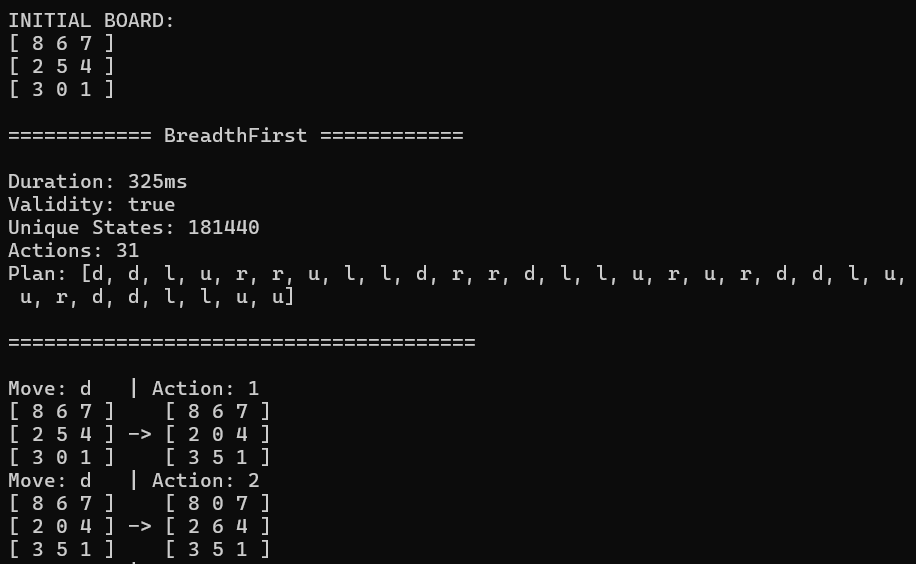 INITIAL BOARD:
[ 8 6 7 ]
[ 2 5 4 ]
[ 3 0 1 ]
============ BreadthFirst ============
Duration: 325ms
Validity: true
Unique States: 181440
Actions: 31
Plan: [d, d, l, u, r, r, u, l, l, d, r, r, d, l, l, u, r, u, r, d, d, l, u,
u, r, d, d, l, l, u, u]
=======================================
Move: d   | Action: 1
[ 8 6 7 ]    [ 8 6 7 ]
[ 2 5 4 ] -> [ 2 0 4 ]
[ 3 0 1 ]    [ 3 5 1 ]
Move: d   | Action: 2
[ 8 6 7 ]    [ 8 0 7 ]
[ 2 0 4 ] -> [ 2 6 4 ]
[ 3 5 1 ]    [ 3 5 1 ]